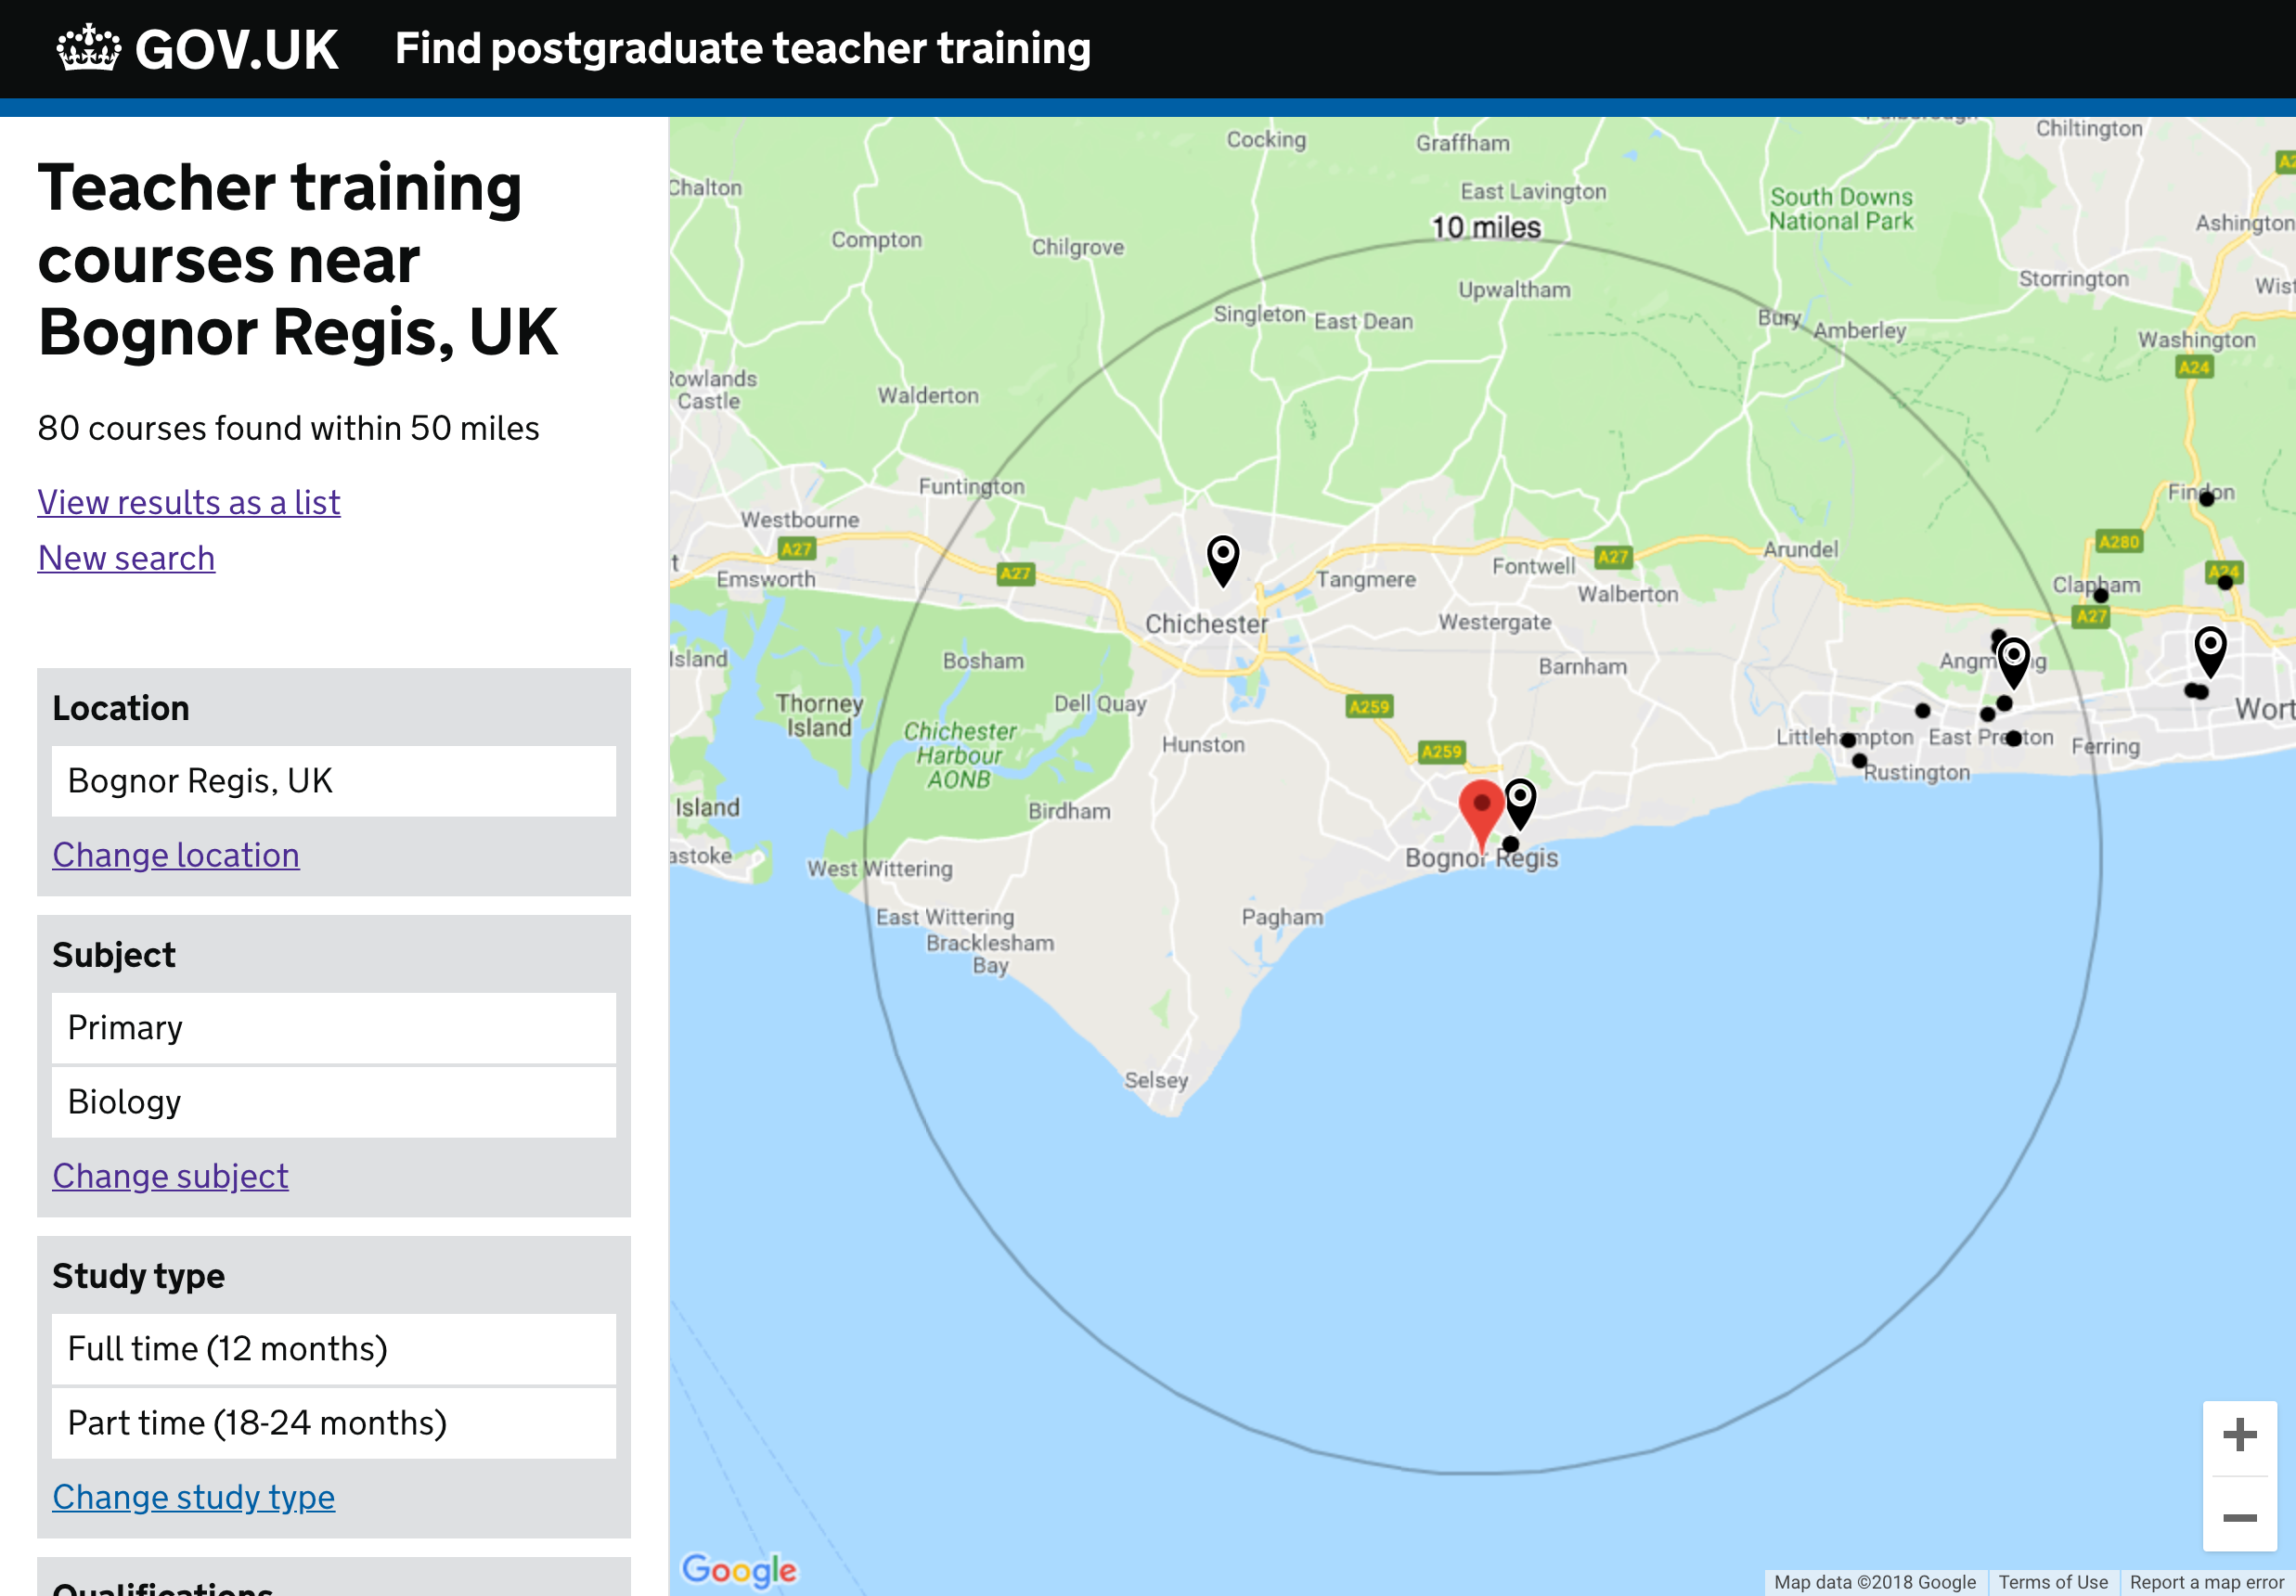 GOV.UK
Find postgraduate teacher training
Teacher training
courses near
Bognor Regis, UK
80 courses found within 50 miles
View results as a list
New search
Location
Bognor Regis, UK
Change location
Subject
Primary
Biology
Change subject
Study type
Full time (12 months)
Part time (18-24 months)
Change study type
Qualifications
Cocking
Graffham
Chiltington
Chalton
East Lavington
South Downs
National Park
10 miles
Ashington
Compton
Chilgrove
Storrington
Upwaltham
Singleton
East Dean
Bury
Amberley
Washington
A24
Rowlands
Castle
Walderton
Funtington
Findon
Westbourne
A27
A27
A27
A280
Arundel
Emsworth
Tangmere
Fontwell
Walberton
Clapham
A24
A27
Chichester
Westergate
Island
Bosham
Barnham
Thorney
Island
Dell Quay
A259
Chichester
Harbour
AONB
Hunston
A259
Littlehampton
East Preston
Ferring
Rustington
Island
Birdham
Bognor Regis
West Wittering
East Wittering
Pagham
Bracklesham
Bay
Selsey
Google
Map data ©2018 Google
Terms of Use
Report a map error